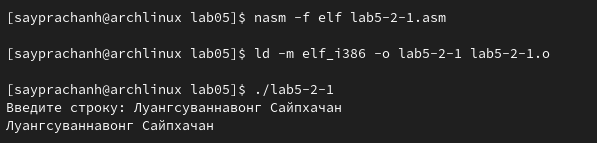 [sayprachanh@archlinux lab05]$ nasm -f elf lab5-2-1.asm
[sayprachanh@archlinux lab05]$ ld -m elf_i386 -o lab5-2-1 lab5-2-1.o
[sayprachanh@archlinux lab05]$ ./lab5-2-1
Введите строку: Луангсуваннавонг Сайпхачан
Луангсуваннавонг Сайпхачан